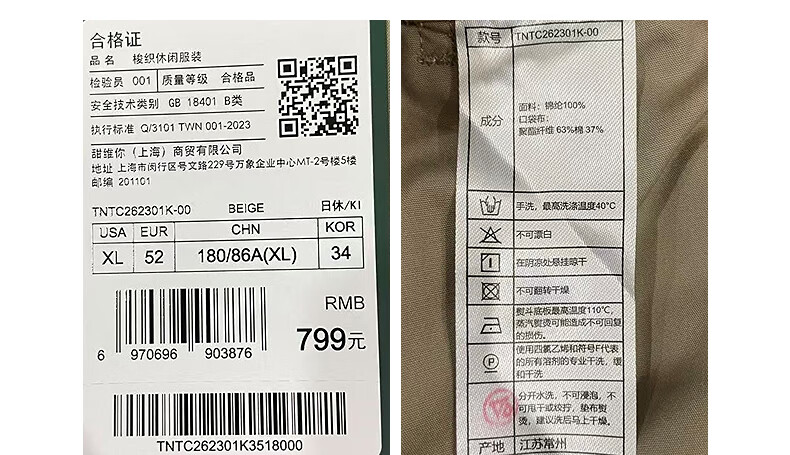 合格证
品 名 梭织休闲服装
检验员 001 质量等级 合格品
安全技术类别 GB 18401 B类
执行标准 Q/3101 TWN 001-2023
甜维你（上海）商贸有限公司
地址 上海市闵行区号文路229号万象企业中心MT-2号楼5楼
邮编 201101
TNTC262301K-00 BEIGE 日休/KI
USA EUR CHN KOR
XL 52 180/86A(XL) 34
RMB
799元
6 970696 903876
TNTC262301K3518000
款号 TNTC262301K-00
成分
面料：锦纶100%
口袋布：
聚酯纤维 63%棉 37%
手洗，最高洗涤温度40°C
不可漂白
在阴凉处悬挂晾干
不可翻转干燥
熨斗底板最高温度110℃，
蒸汽熨烫可能造成不可回复
的损伤。
使用四氯乙烯和符号F代表
的所有溶剂的专业干洗，缓
和干洗
分开水洗，不可浸泡，不
可甩干或绞拧，垫布熨
烫，建议洗后马上干燥。
产地 江苏常州